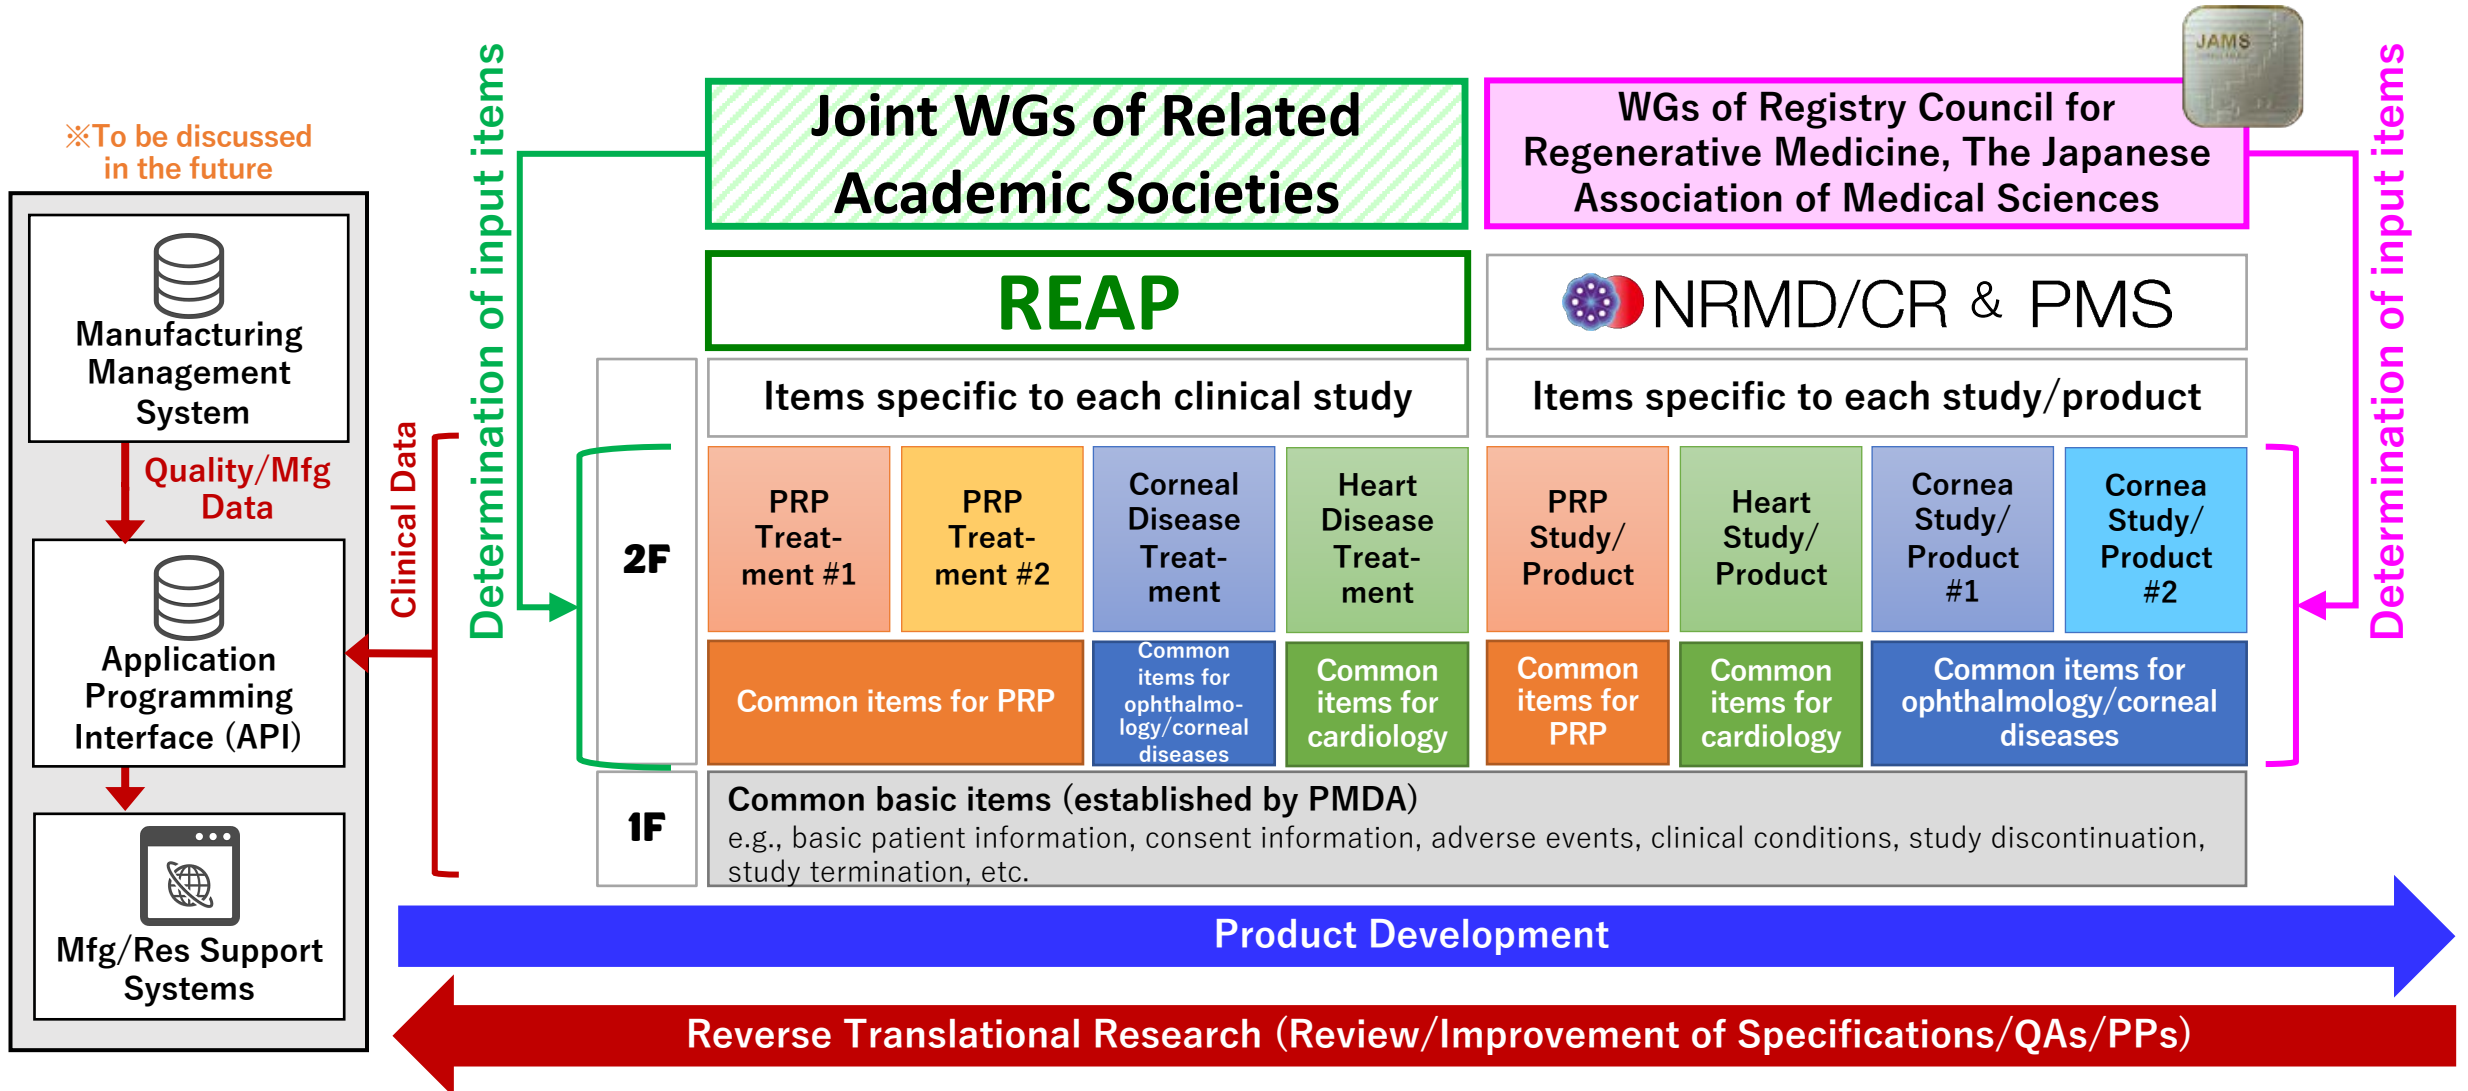 ※To be discussed
in the future
Manufacturing
Management
System
Quality/Mfg
Data
Application
Programming
Interface (API)
Mfg/Res Support
Systems
Clinical Data
Determination of input items
Joint WGs of Related
Academic Societies
JAMS
WGs of Registry Council for
Regenerative Medicine, The Japanese
Association of Medical Sciences
Determination of input items
REAP
NRMD/CR & PMS
2F
Items specific to each clinical study
Items specific to each study/product
PRP
Treat-
ment #1
PRP
Treat-
ment #2
Corneal
Disease
Treat-
ment
Heart
Disease
Treat-
ment
PRP
Study/
Product
Heart
Study/
Product
Cornea
Study/
Product
#1
Cornea
Study/
Product
#2
Common items for PRP
Common
items for
ophthalmo-
logy/corneal
diseases
Common
items for
cardiology
Common
items for
PRP
Common
items for
cardiology
Common items for
ophthalmology/corneal
diseases
1F
Common basic items (established by PMDA)
e.g., basic patient information, consent information, adverse events, clinical conditions, study discontinuation,
study termination, etc.
Product Development
Reverse Translational Research (Review/Improvement of Specifications/QAs/PPs)